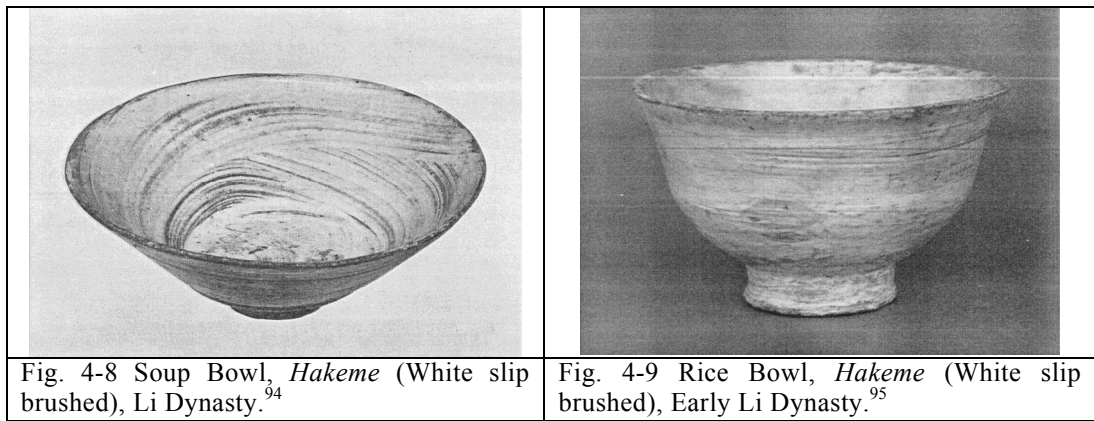 Fig. 4-8 Soup Bowl, Hakeme (White slip
brushed), Li Dynasty.94
Fig. 4-9 Rice Bowl, Hakeme (White slip
brushed), Early Li Dynasty.95